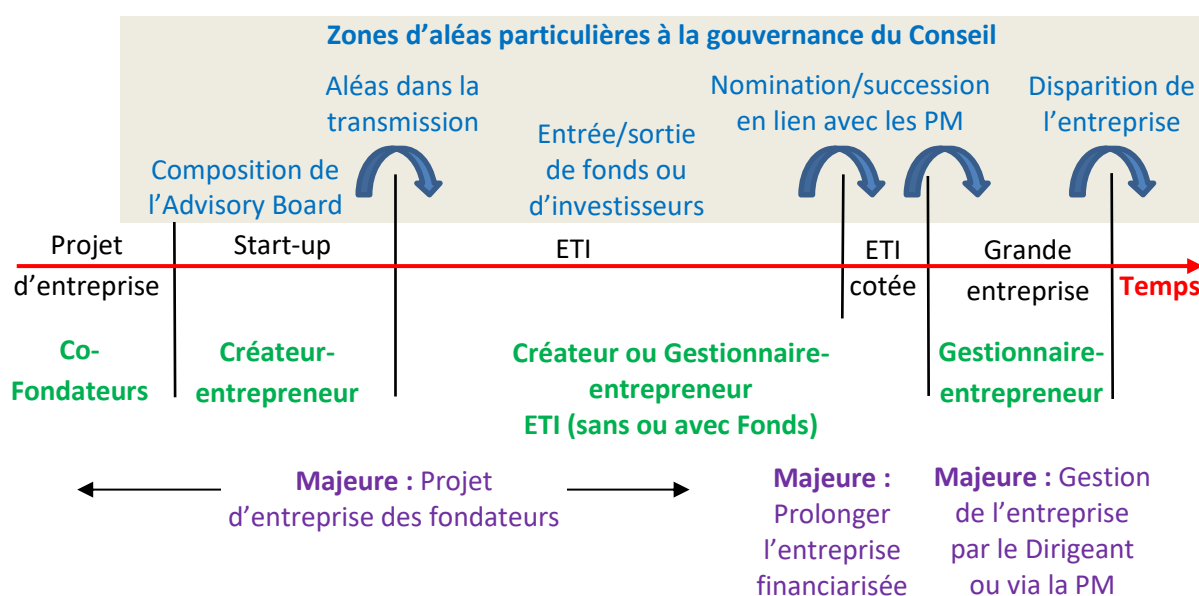 Zones d’aléas particulières à la gouvernance du Conseil
Aléas dans la
transmission
Nomination/succession
en lien avec les PM
Disparition de
l’entreprise
Entrée/sortie
de fonds ou
d’investisseurs
Composition de
l’Advisory Board
Projet
d’entreprise
Start-up
ETI
ETI
cotée
Grande
entreprise
Temps
Co-
Fondateurs
Créateur-
entrepreneur
Créateur ou Gestionnaire-
entrepreneur
ETI (sans ou avec Fonds)
Gestionnaire-
entrepreneur
Majeure : Projet
d’entreprise des fondateurs
Majeure :
Prolonger
l’entreprise
financiarisée
Majeure : Gestion
de l’entreprise
par le Dirigeant
ou via la PM